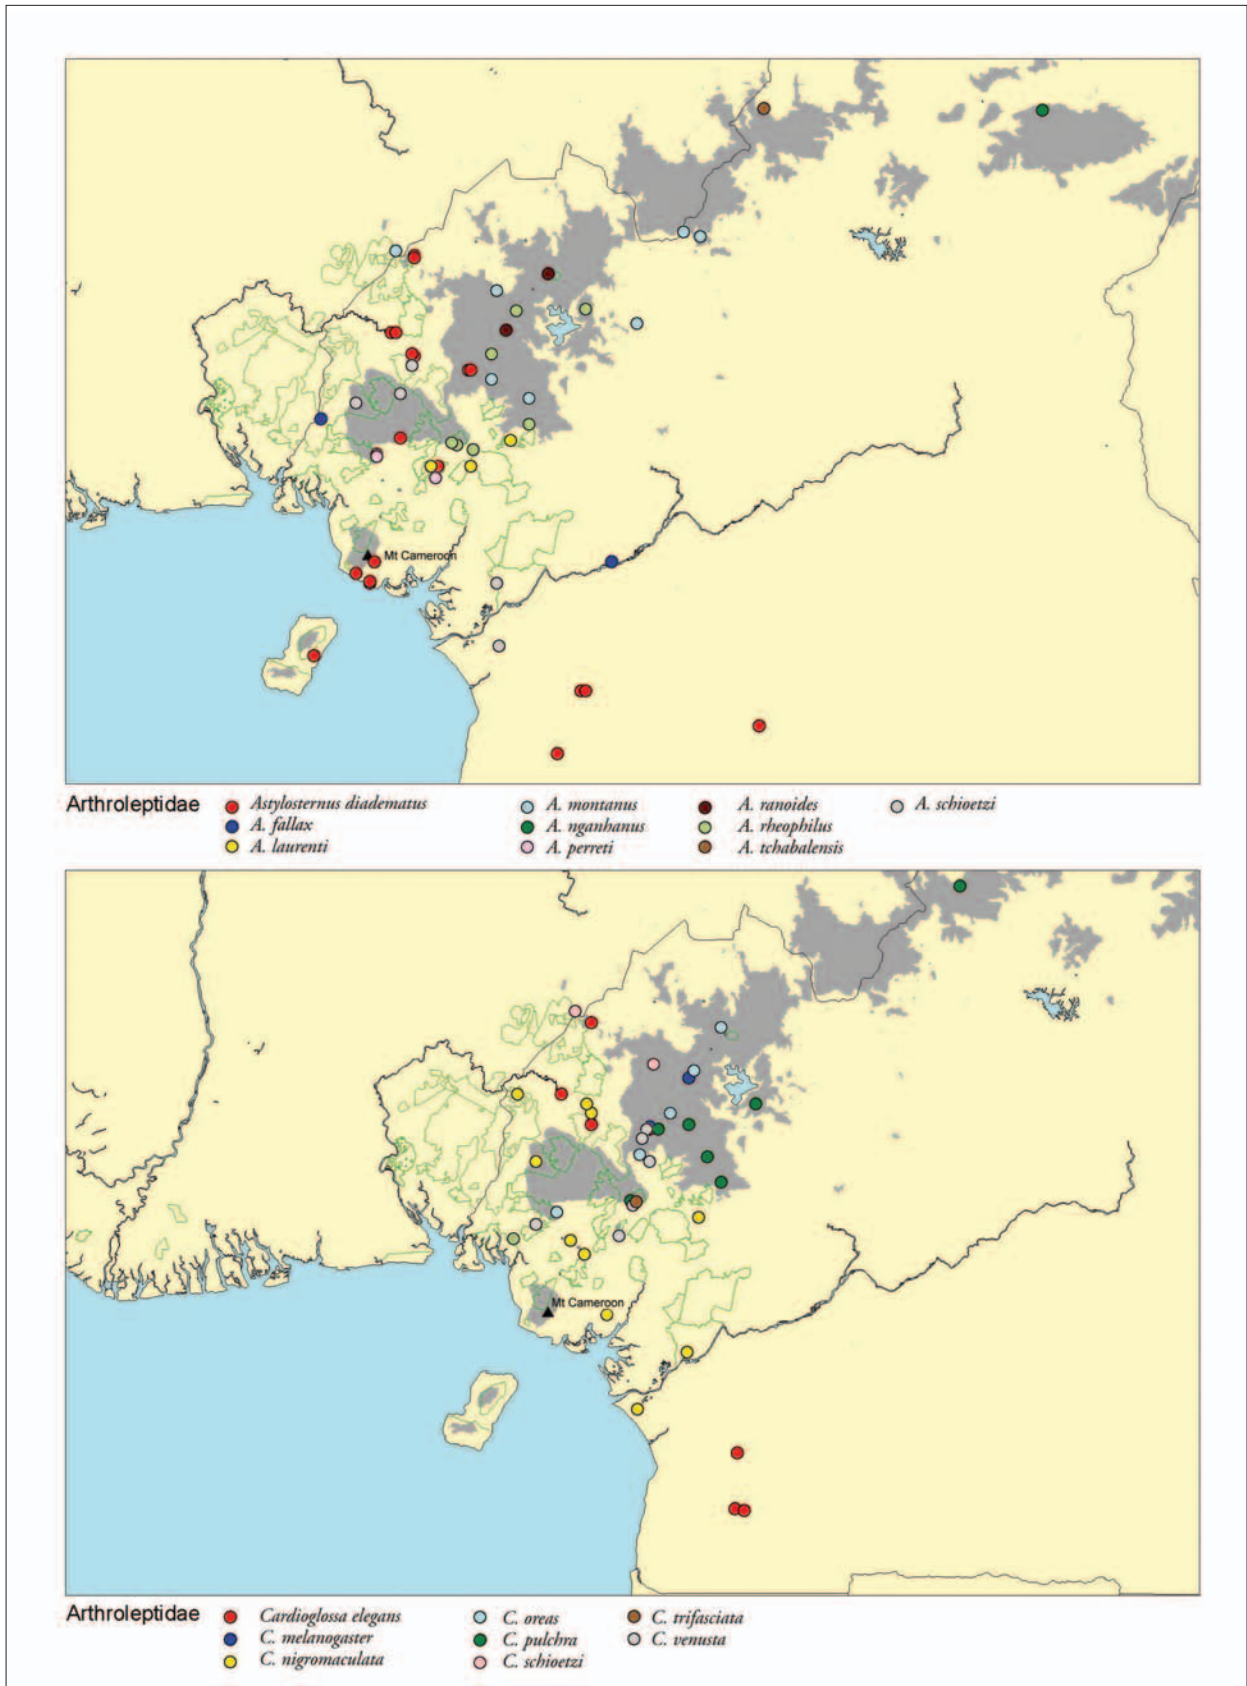 Mt Cameroon
Arthroleptidae
Astylosternus diadematus
A. fallax
A. laurenti
A. montanus
A. nganhanus
A. perreti
A. ranoides
A. rheophilus
A. tchabalensis
A. schioetzi
Mt Cameroon
Arthroleptidae
Cardioglossa elegans
C. melanogaster
C. nigromaculata
C. oreas
C. pulchra
C. schioetzi
C. trifasciata
C. venusta